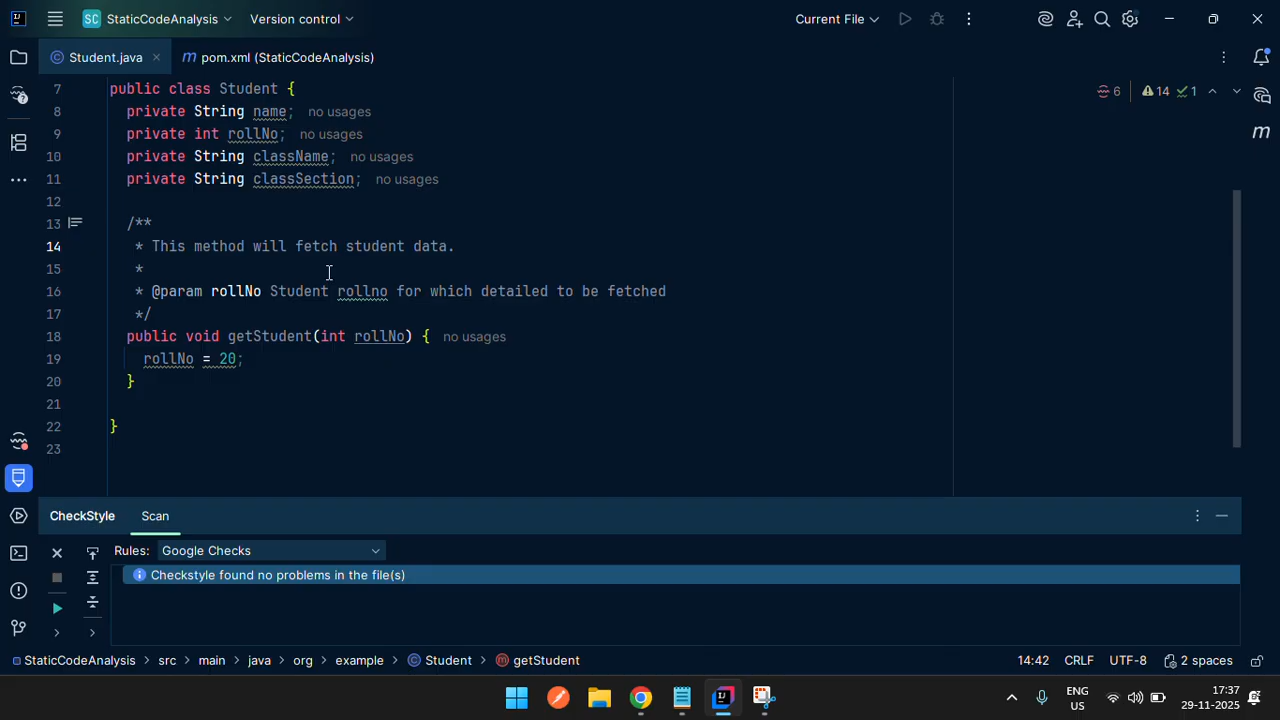 SC StaticCodeAnalysis Version control Current File
Student.java pom.xml (StaticCodeAnalysis)
7 public class Student {
8 private String name; no usages
9 private int rollNo; no usages
10 private String className; no usages
11 private String classSection; no usages
12
13 /**
14 * This method will fetch student data.
15 *
16 * @param rollNo Student rollno for which detailed to be fetched
17 */
18 public void getStudent(int rollNo) { no usages
19 rollNo = 20;
20 }
21
22 }
23
6 14 1
CheckStyle Scan
Rules: Google Checks
Checkstyle found no problems in the file(s)
StaticCodeAnalysis > src > main > java > org > example > Student > getStudent 14:42 CRLF UTF-8 2 spaces
ENG US 17:37 29-11-2025